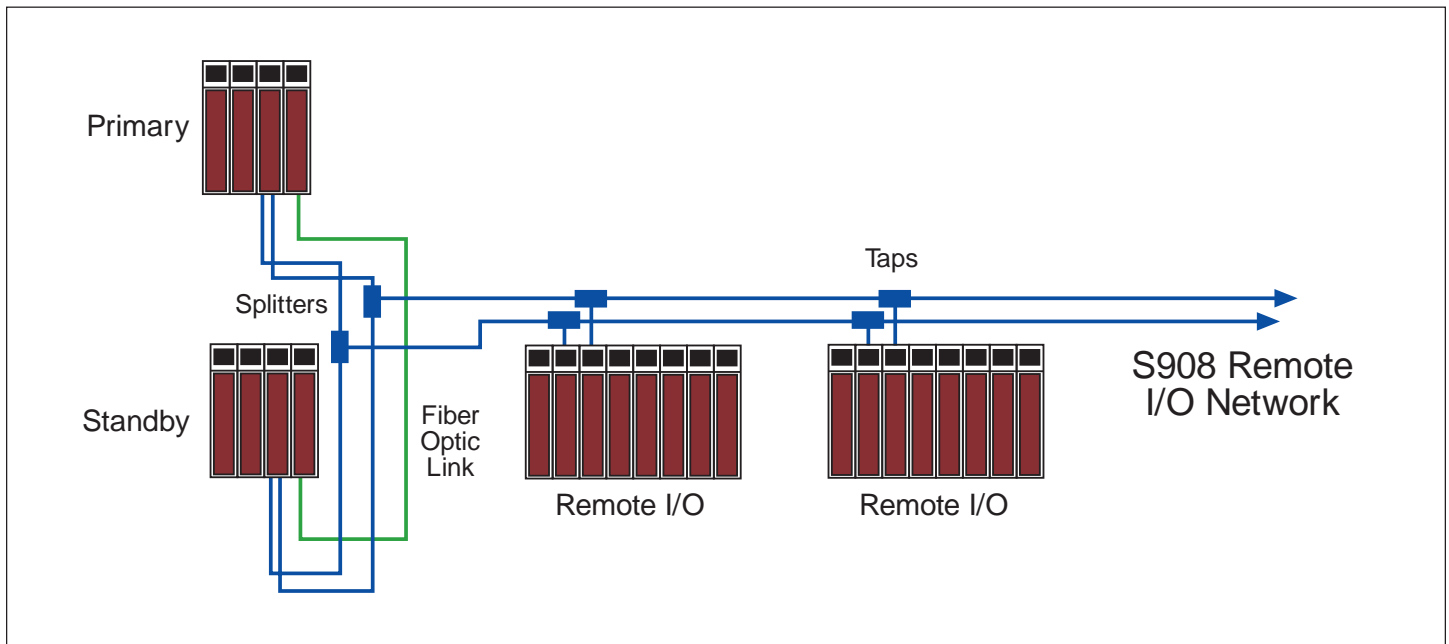 Primary
Taps
Splitters
S908 Remote
I/O Network
Standby
Fiber
Optic
Link
Remote I/O
Remote I/O